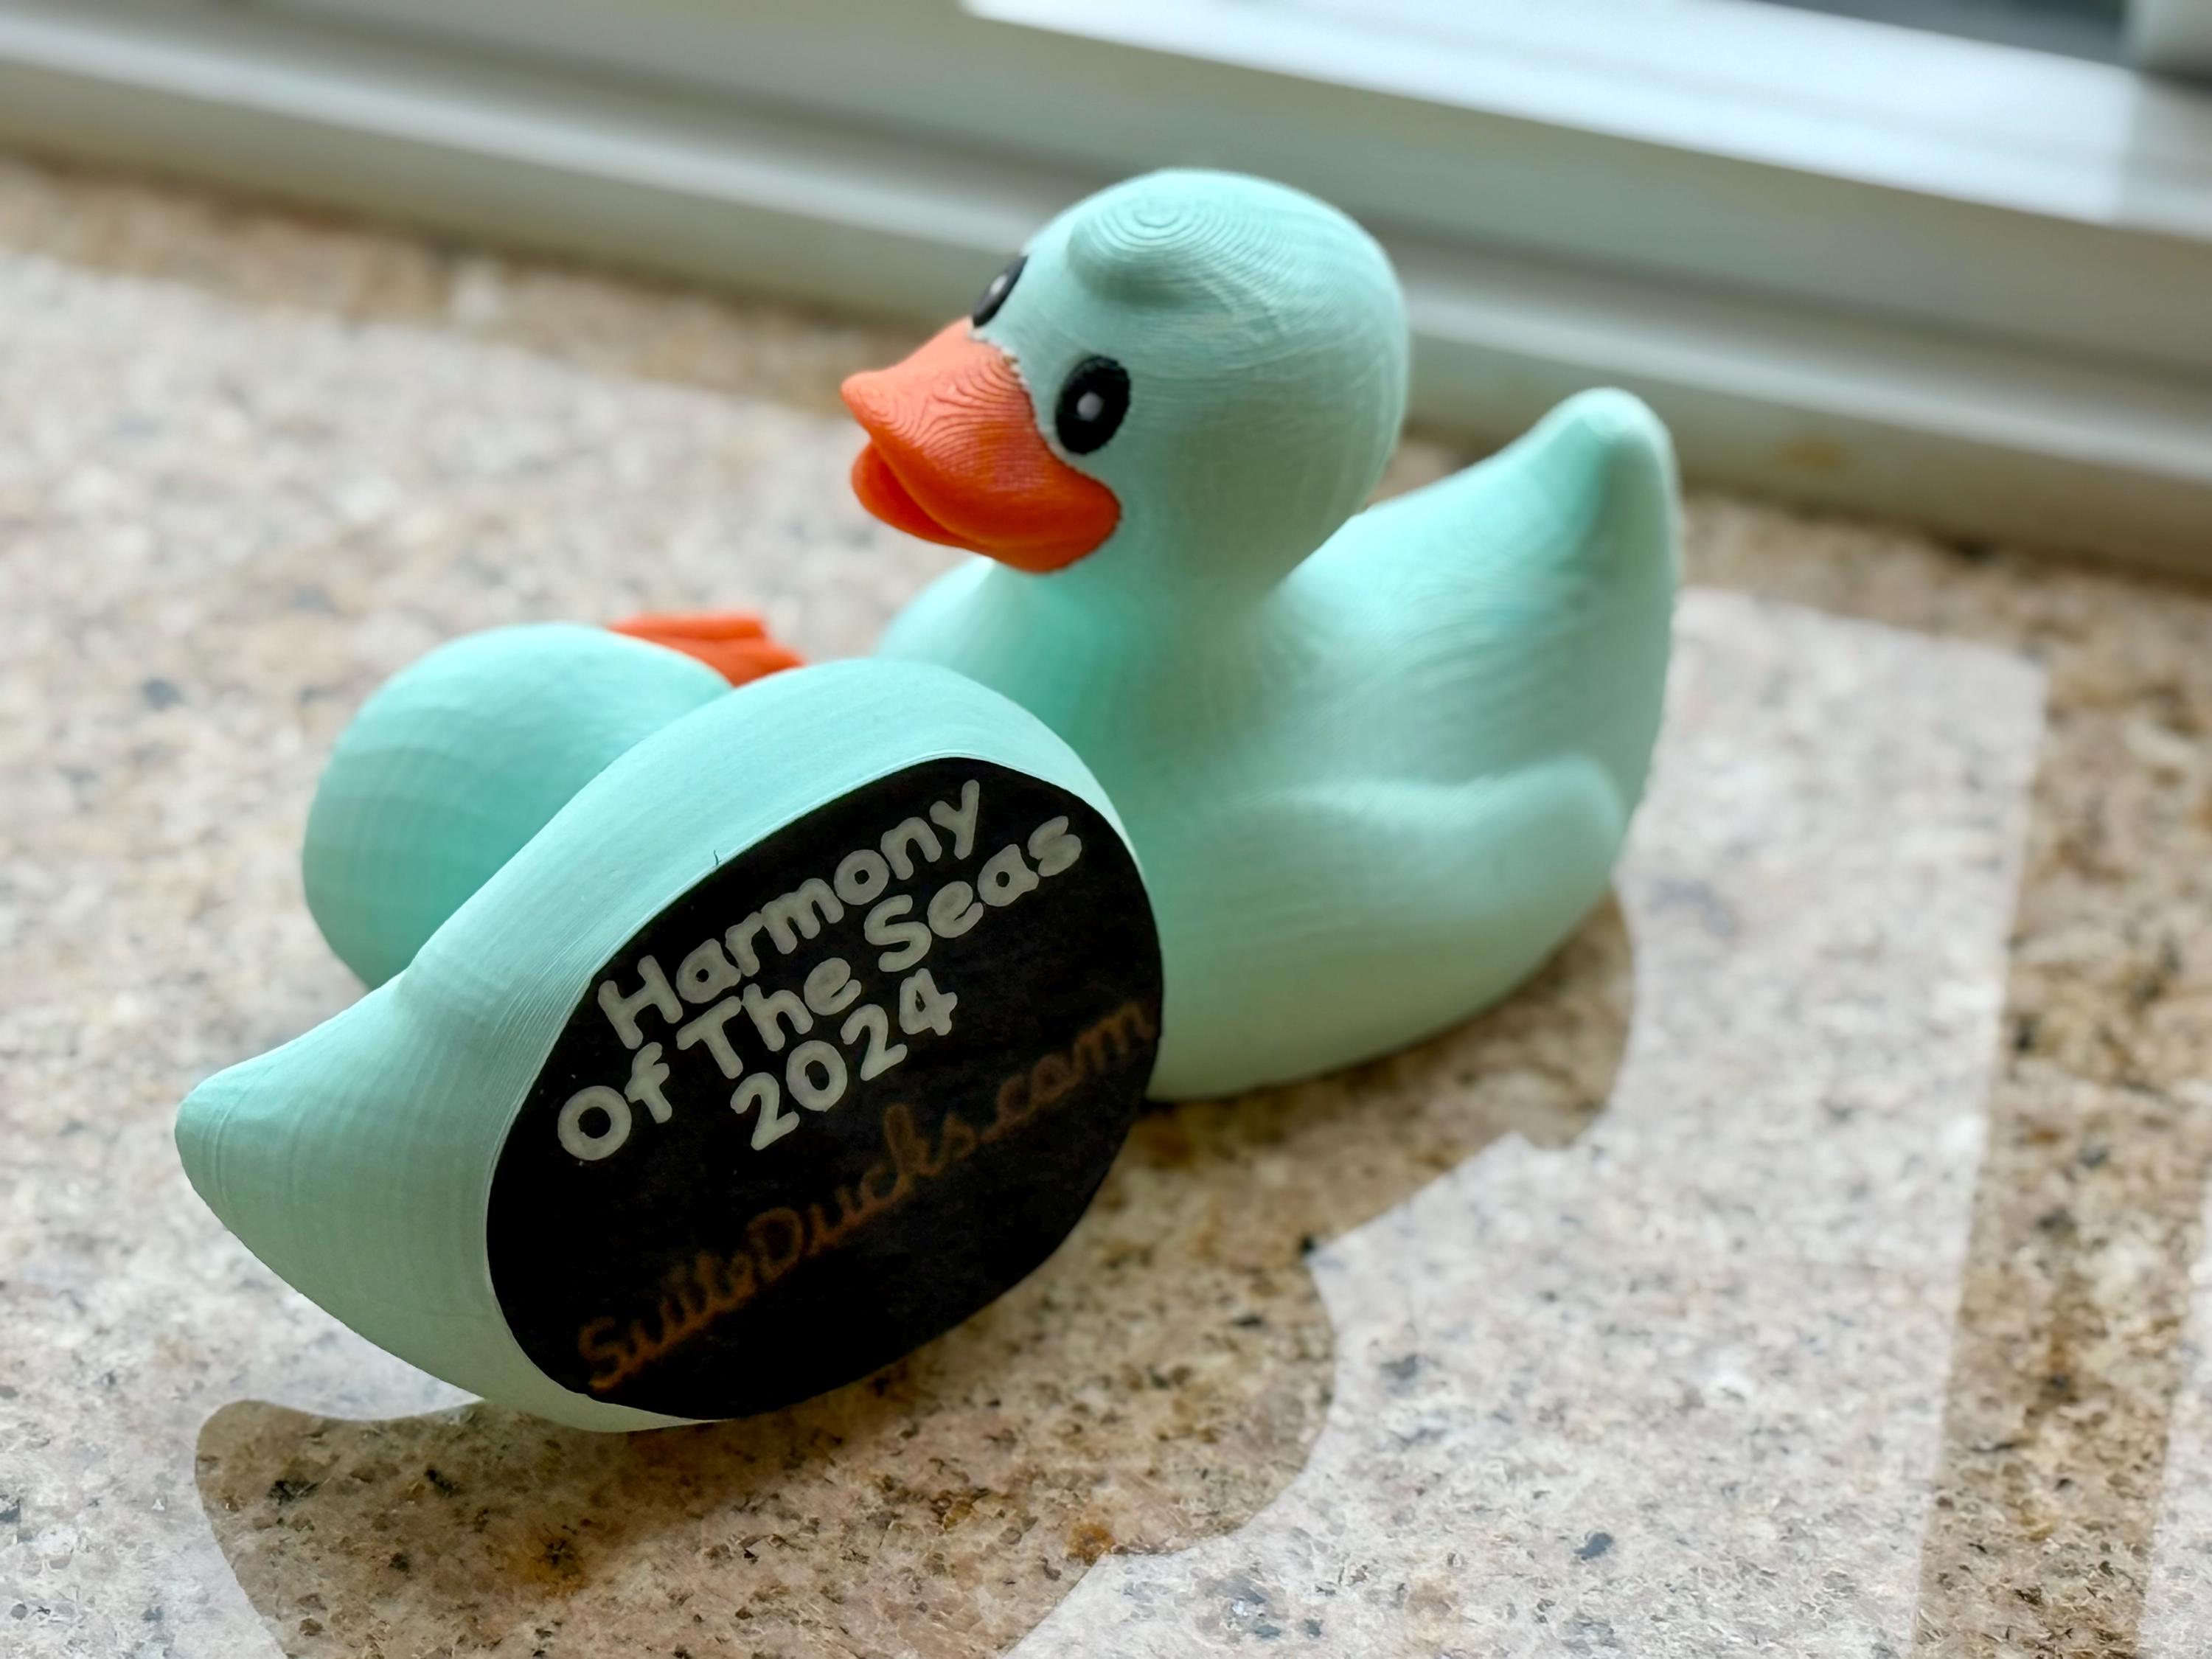 Harmony
Of The Seas
2024
SuiteDucks.com